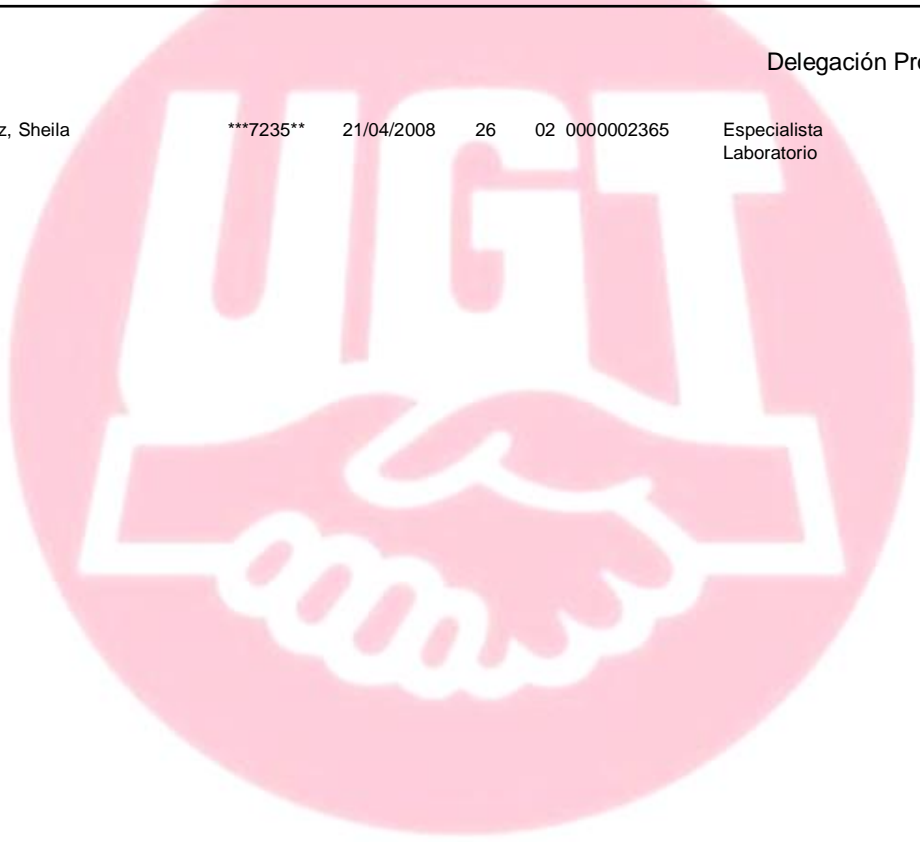 Delegación Pr
z, Sheila ***7235** 21/04/2008 26 02 0000002365 Especialista
Laboratorio
UGT